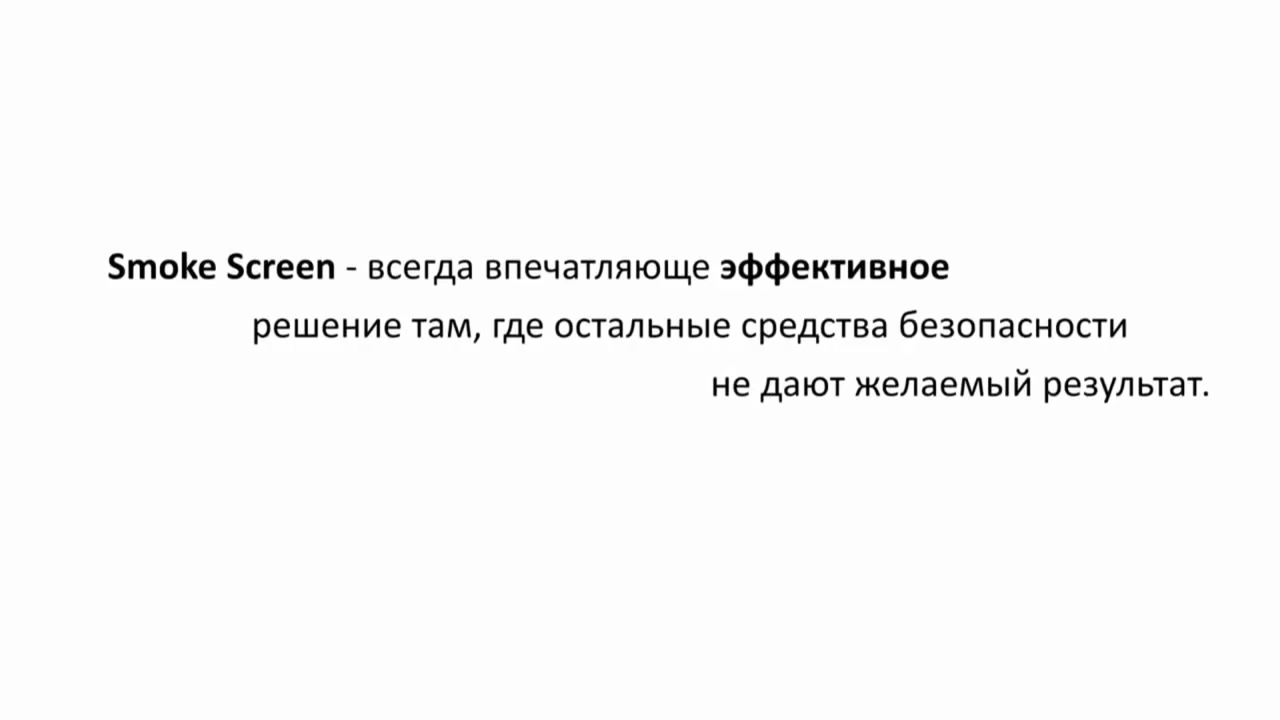 Smoke Screen - всегда впечатляюще эффективное
решение там, где остальные средства безопасности
не дают желаемый результат.